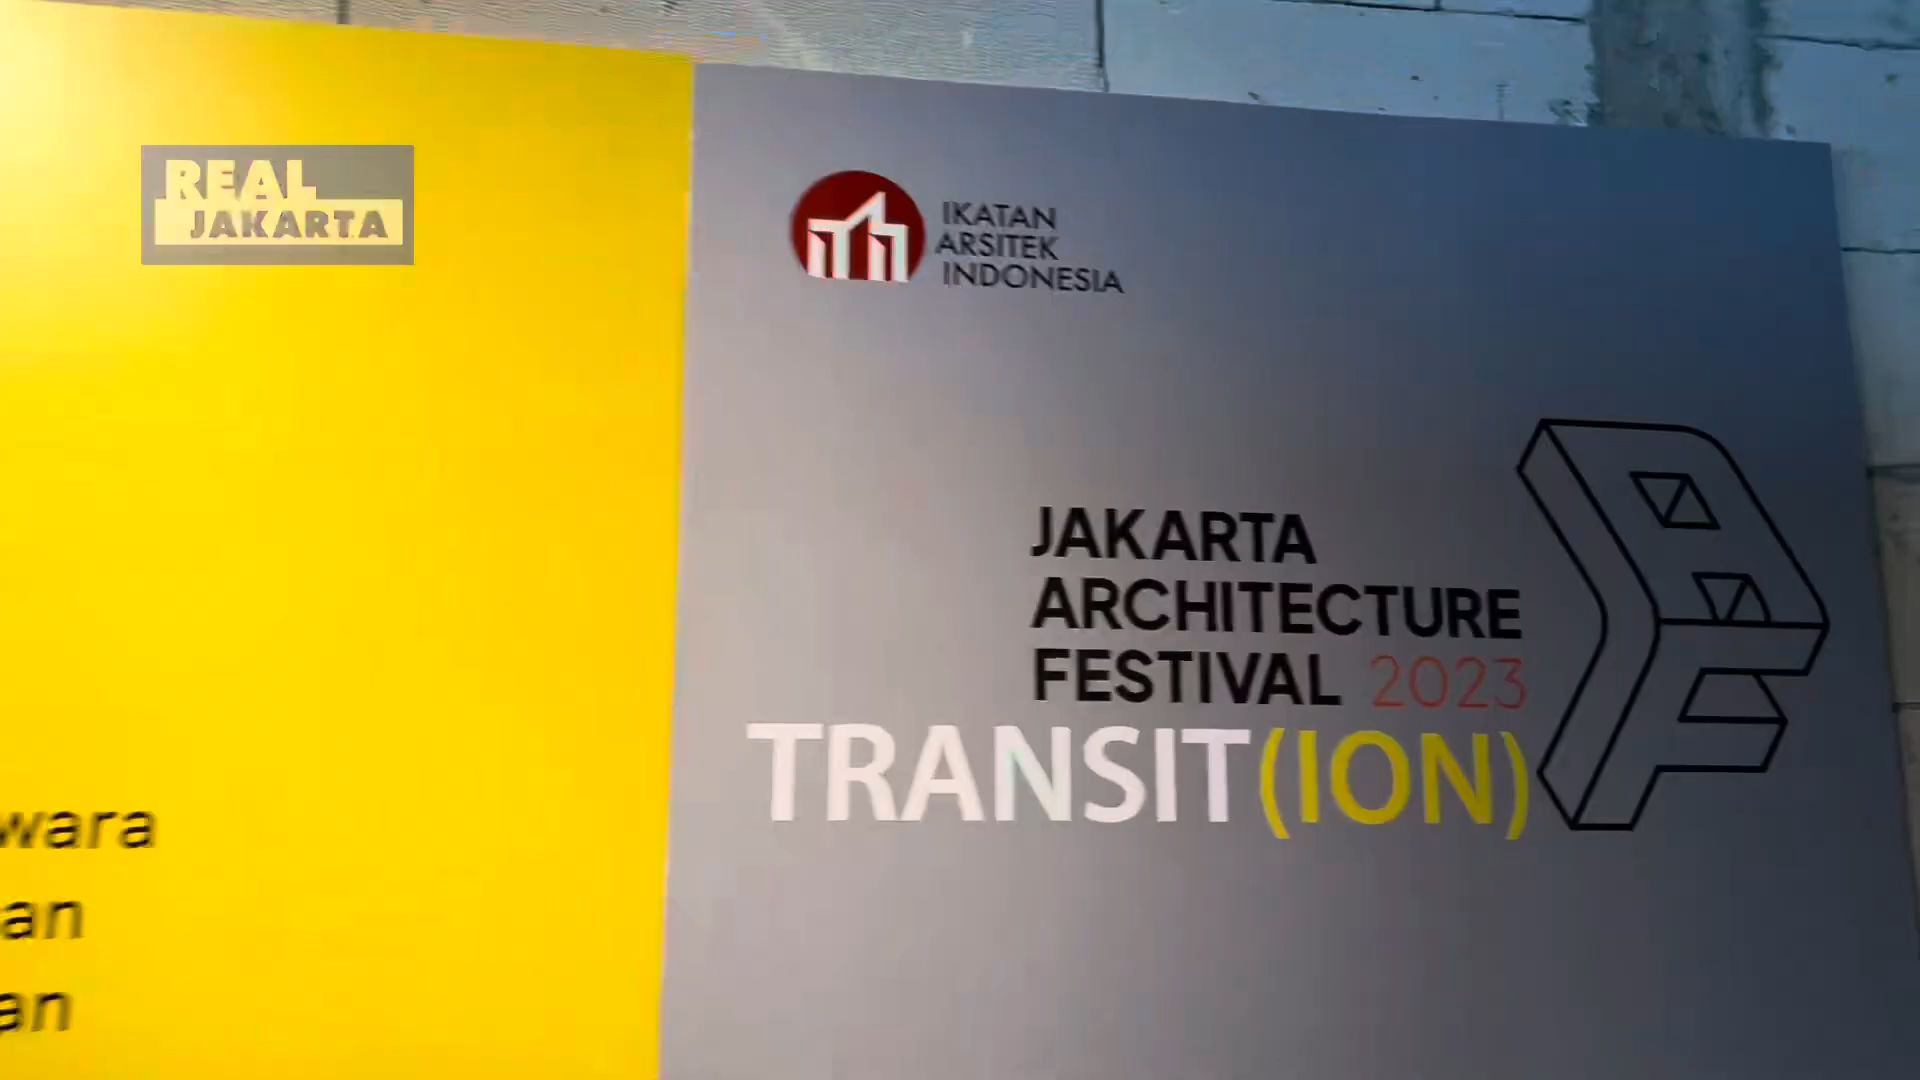 REAL
JAKARTA
IKATAN
ARSITEK
INDONESIA
JAKARTA
ARCHITECTURE
FESTIVAL 2023
TRANSIT(ION)
wara
an
an